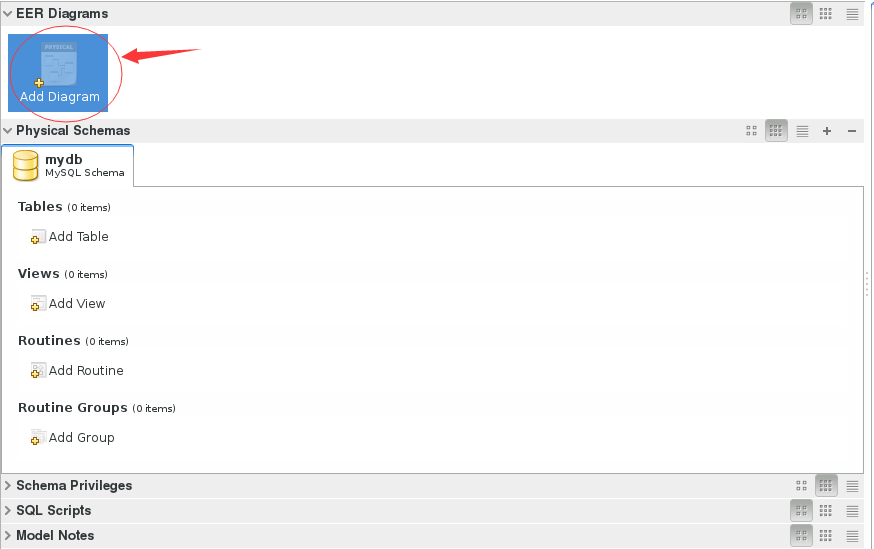 EER Diagrams
PHYSICAL
Add Diagram
Physical Schemas
mydb
MySQL Schema
Tables (0 items)
Add Table
Views (0 items)
Add View
Routines (0 items)
Add Routine
Routine Groups (0 items)
Add Group
Schema Privileges
SQL Scripts
Model Notes